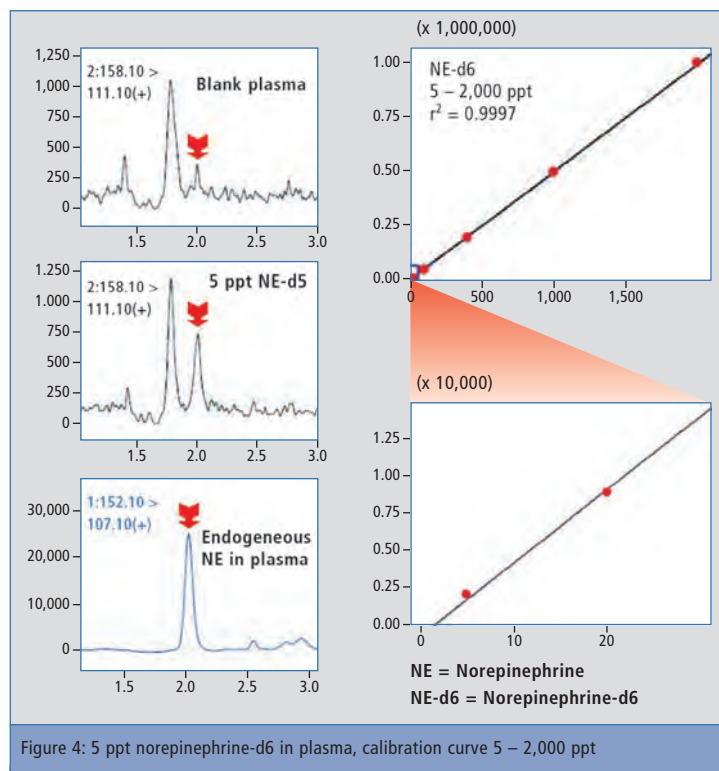 1,250
1,000
750
500
250
0
2:158.10 >
111.10(+)
Blank plasma
1.5 2.0 2.5 3.0
1.250
1,000
750
500
250
0
2:158.10 >
111.10(+)
5 ppt NE-d5
1.5 2.0 2.5 3.0
30,000
20,000
10,000
0
1:152.10 >
107.10(+)
Endogeneous
NE in plasma
1.5 2.0 2.5 3.0
(x 1,000,000)
1.00
0.75
0.50
0.25
0.00
NE-d6
5 – 2,000 ppt
r² = 0.9997
0 500 1,000 1,500
(x 10,000)
1.25
1.00
0.75
0.50
0.25
0.00
0 10 20
NE = Norepinephrine
NE-d6 = Norepinephrine-d6
Figure 4: 5 ppt norepinephrine-d6 in plasma, calibration curve 5 – 2,000 ppt